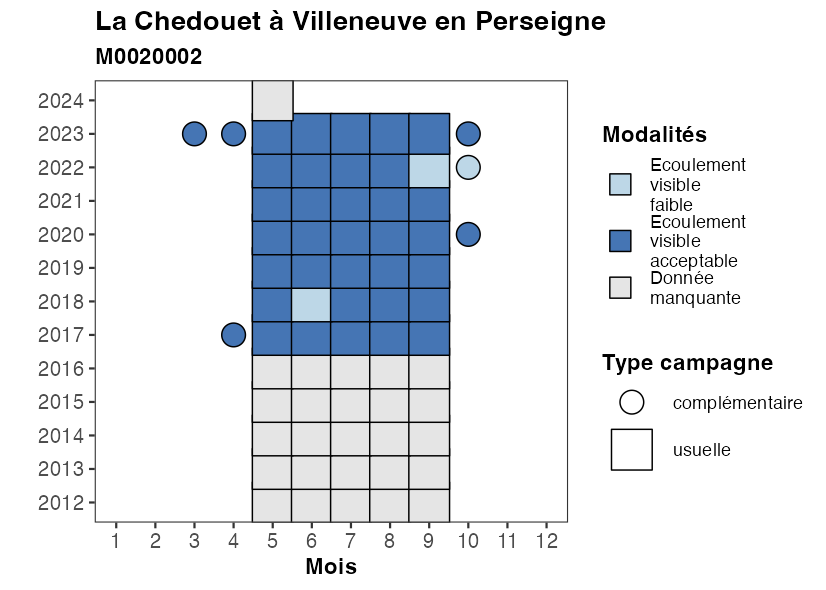 La Chedouet à Villeneuve en Perseigne
M0020002
2024
2023
2022
2021
2020
2019
2018
2017
2016
2015
2014
2013
2012
1 2 3 4 5 6 7 8 9 10 11 12
Mois
Modalités
Ecoulement
visible
faible
Ecoulement
visible
acceptable
Donnée
manquante
Type campagne
complémentaire
usuelle